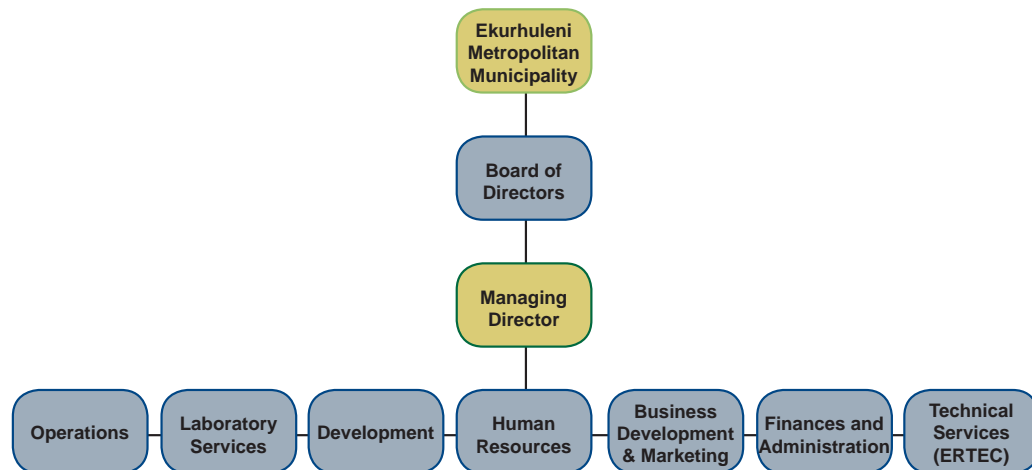 Ekurhuleni
Metropolitan
Municipality
Board of
Directors
Managing
Director
Operations
Laboratory
Services
Development
Human
Resources
Business
Development
& Marketing
Finances and
Administration
Technical
Services
(ERTEC)